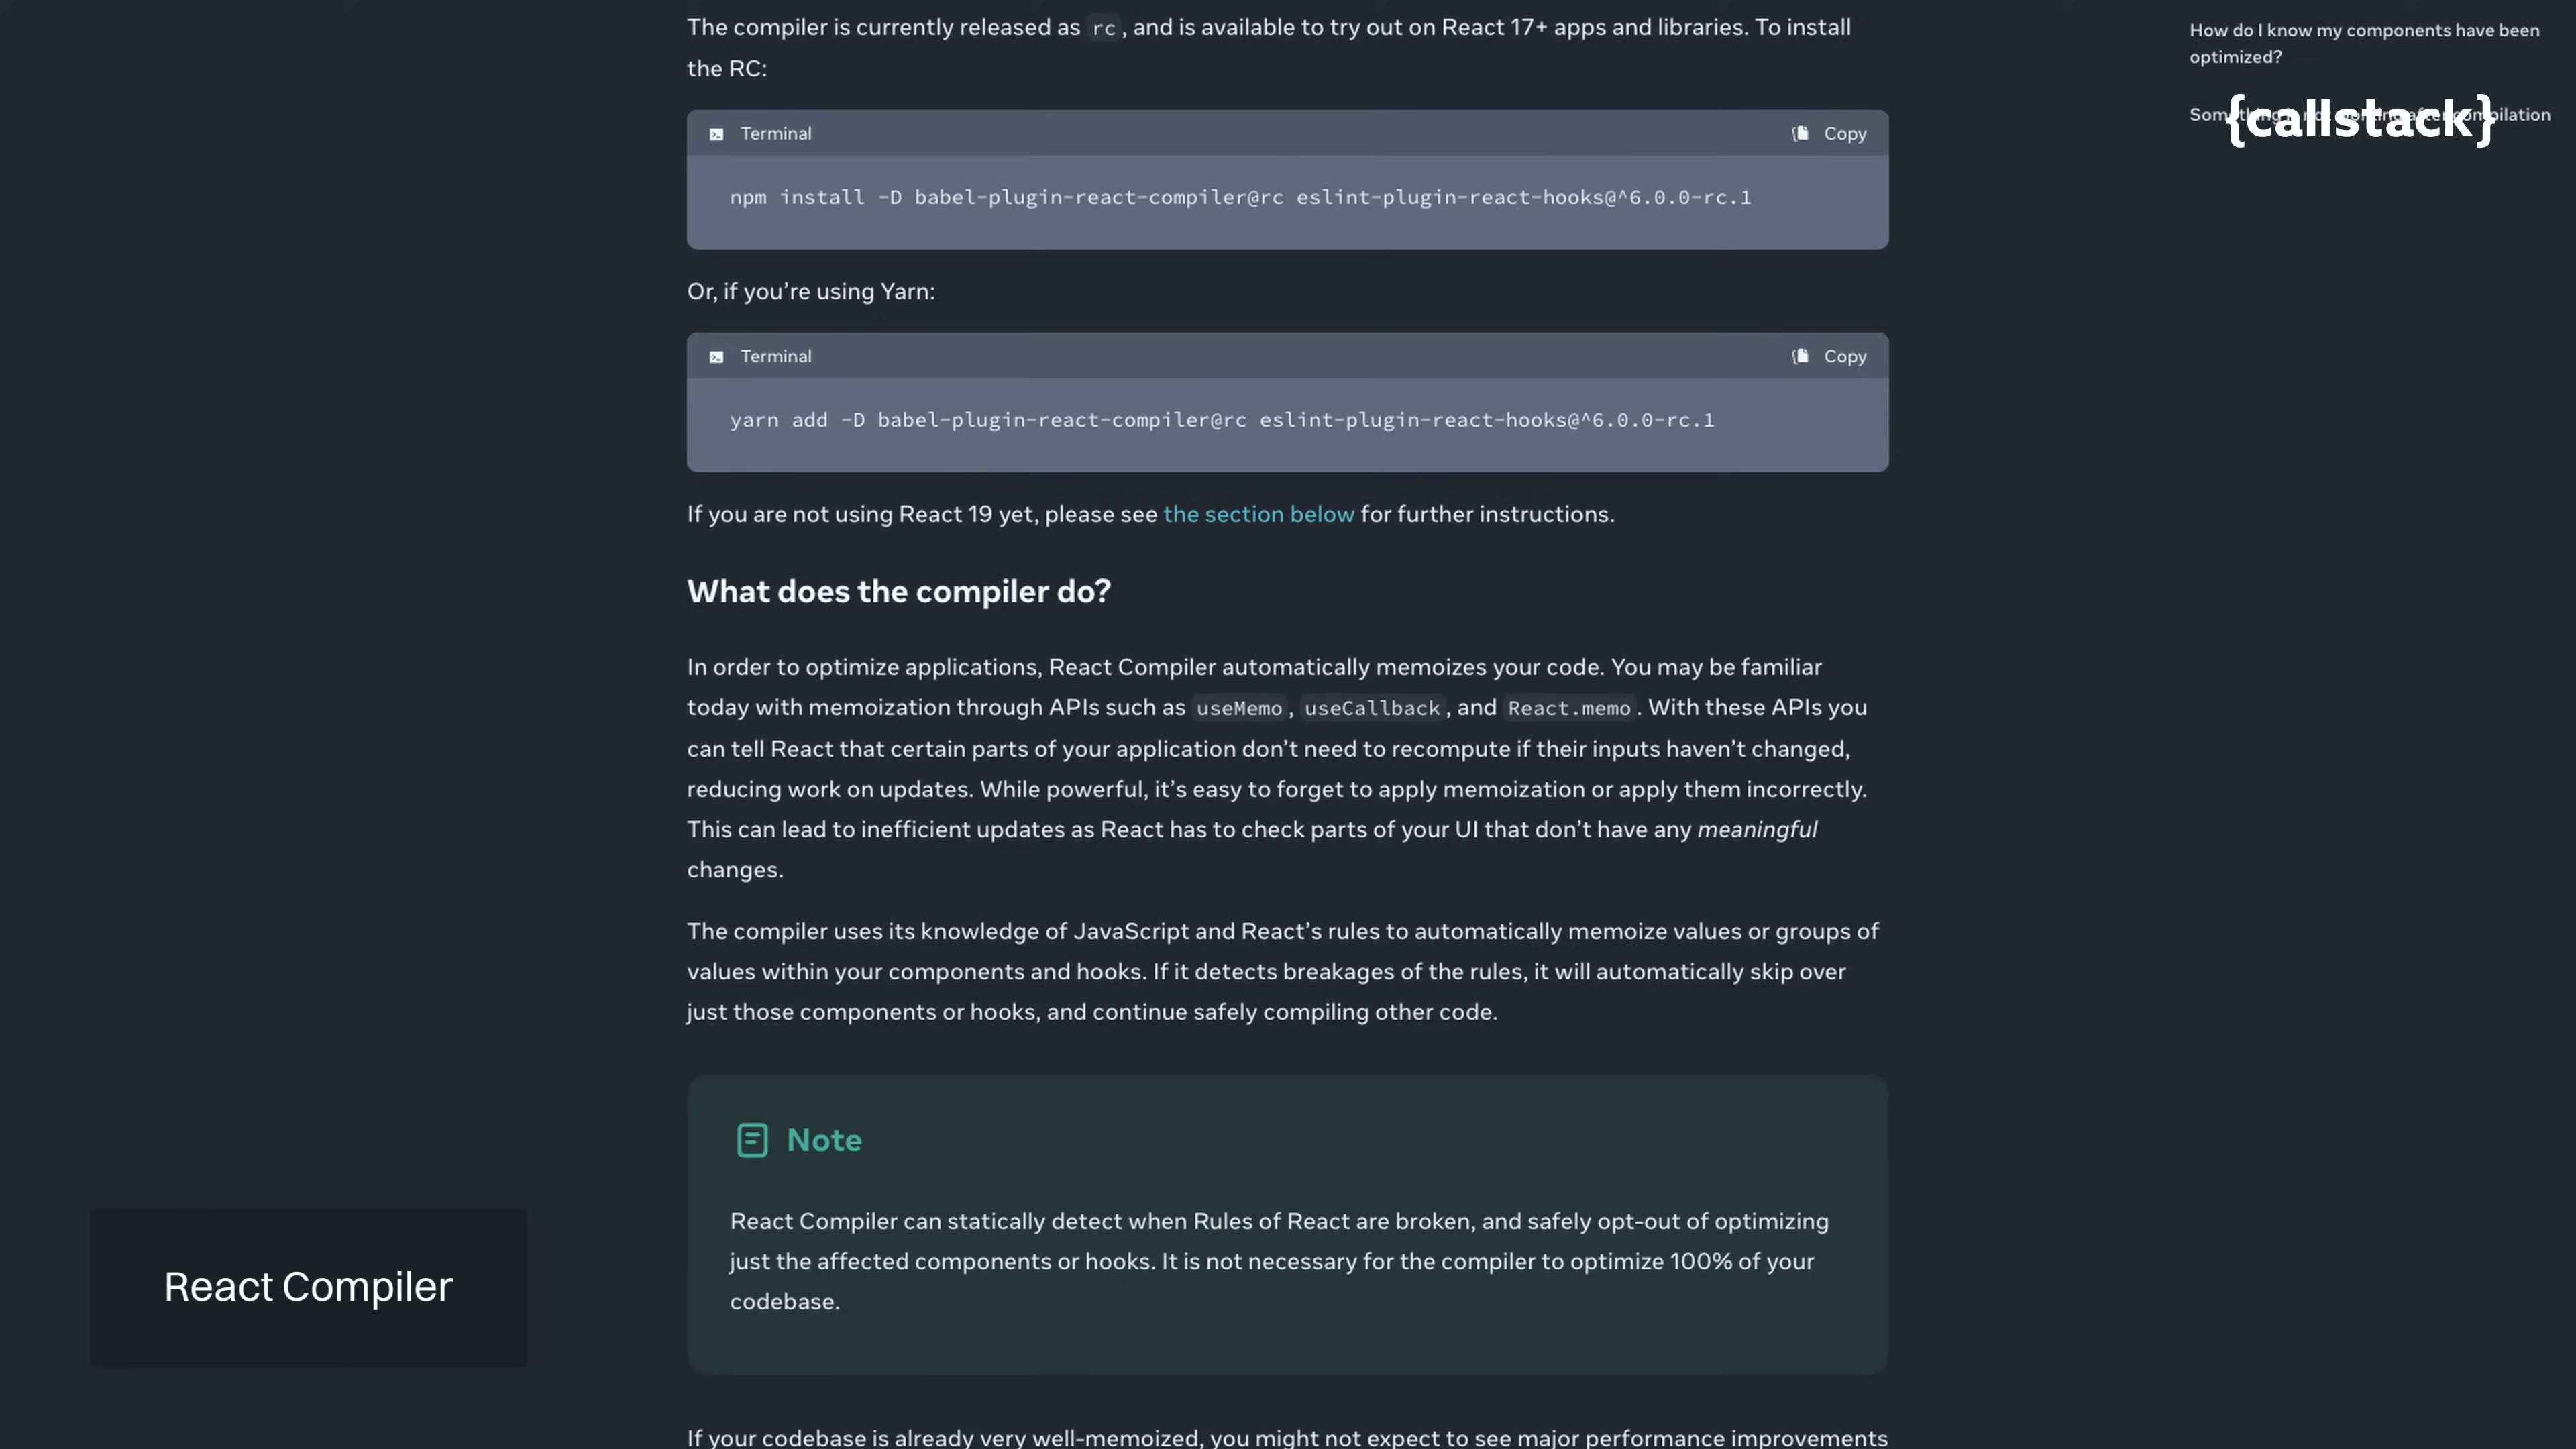 The compiler is currently released as rc, and is available to try out on React 17+ apps and libraries. To install
the RC:
Terminal
Copy
npm install -D babel-plugin-react-compiler@rc eslint-plugin-react-hooks@^6.0.0-rc.1
Or, if you’re using Yarn:
Terminal
Copy
yarn add -D babel-plugin-react-compiler@rc eslint-plugin-react-hooks@^6.0.0-rc.1
If you are not using React 19 yet, please see the section below for further instructions.
What does the compiler do?
In order to optimize applications, React Compiler automatically memoizes your code. You may be familiar
today with memoization through APIs such as useMemo, useCallback, and React.memo. With these APIs you
can tell React that certain parts of your application don’t need to recompute if their inputs haven’t changed,
reducing work on updates. While powerful, it’s easy to forget to apply memoization or apply them incorrectly.
This can lead to inefficient updates as React has to check parts of your UI that don’t have any meaningful
changes.
The compiler uses its knowledge of JavaScript and React’s rules to automatically memoize values or groups of
values within your components and hooks. If it detects breakages of the rules, it will automatically skip over
just those components or hooks, and continue safely compiling other code.
Note
React Compiler can statically detect when Rules of React are broken, and safely opt-out of optimizing
just the affected components or hooks. It is not necessary for the compiler to optimize 100% of your
codebase.
If your codebase is already very well-memoized, you might not expect to see major performance improvements
How do I know my components have been
optimized?
Something is not working after compilation
{callstack}
React Compiler